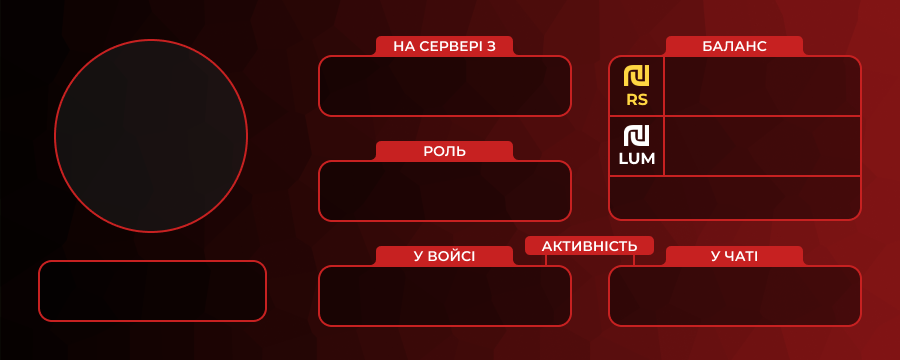 НА СЕРВЕРІ З
БАЛАНС
RS
LUM
РОЛЬ
АКТИВНІСТЬ
У ВОЙСІ
У ЧАТІ